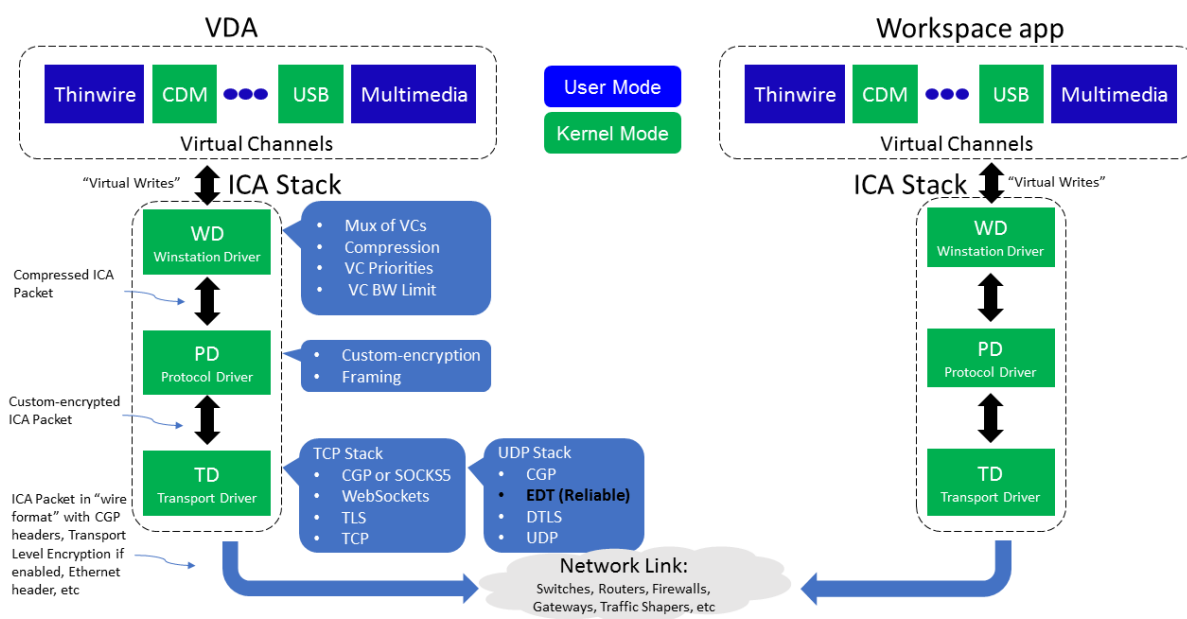 VDA
Thinwire
CDM
USB
Multimedia
Virtual Channels
User Mode
Kernel Mode
Workspace app
Thinwire
CDM
USB
Multimedia
Virtual Channels
“Virtual Writes”
ICA Stack
WD
Winstation Driver
• Mux of VCs
• Compression
• VC Priorities
• VC BW Limit
Compressed ICA
Packet
PD
Protocol Driver
• Custom-encryption
• Framing
Custom-encrypted
ICA Packet
TD
Transport Driver
TCP Stack
• CGP or SOCKS5
• WebSockets
• TLS
• TCP
UDP Stack
• CGP
• EDT (Reliable)
• DTLS
• UDP
ICA Packet in “wire
format” with CGP
headers, Transport
Level Encryption if
enabled, Ethernet
header, etc
Network Link:
Switches, Routers, Firewalls,
Gateways, Traffic Shapers, etc
ICA Stack
“Virtual Writes”
WD
Winstation Driver
PD
Protocol Driver
TD
Transport Driver